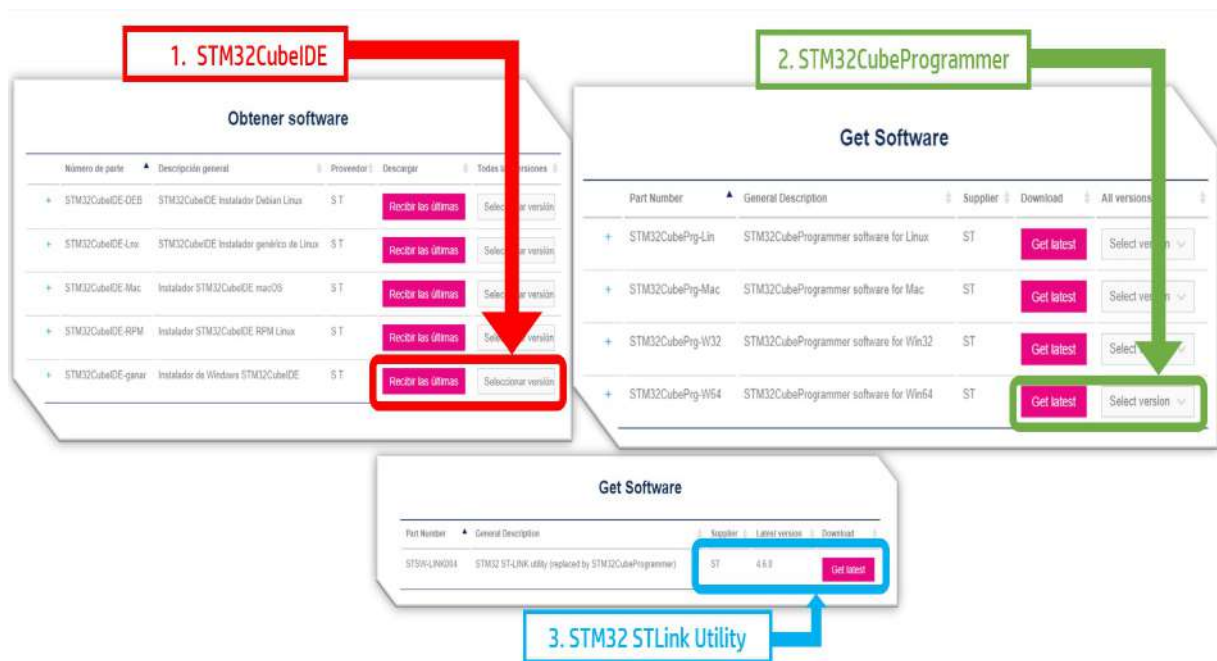 1. STM32CubeIDE
Obtener software
Número de parte Descripción general Proveedor Descargar Todas las versiones
+ STM32CubeIDE-DEB STM32CubeIDE Instalador Debian Linux S T Recibir las últimas Seleccionar versión
+ STM32CubeIDE-Lnx STM32CubeIDE Instalador genérico de Linux S T Recibir las últimas Seleccionar versión
+ STM32CubeIDE-Mac Instalador STM32CubeIDE macOS S T Recibir las últimas Seleccionar versión
+ STM32CubeIDE-RPM Instalador STM32CubeIDE RPM Linux S T Recibir las últimas Seleccionar versión
+ STM32CubeIDE-ganar Instalador de Windows STM32CubeIDE S T Recibir las últimas Seleccionar versión
2. STM32CubeProgrammer
Get Software
Part Number General Description Supplier Download All versions
+ STM32CubePrg-Lin STM32CubeProgrammer software for Linux ST Get latest Select version
+ STM32CubePrg-Mac STM32CubeProgrammer software for Mac ST Get latest Select version
+ STM32CubePrg-W32 STM32CubeProgrammer software for Win32 ST Get latest Select
+ STM32CubePrg-W64 STM32CubeProgrammer software for Win64 ST Get latest Select version
Get Software
Part Number General Description Supplier Latest version Download
STSW-LINK004 STM32 ST-LINK utility (replaced by STM32CubeProgrammer) ST 4.6.0 Get latest
3. STM32 STLink Utility